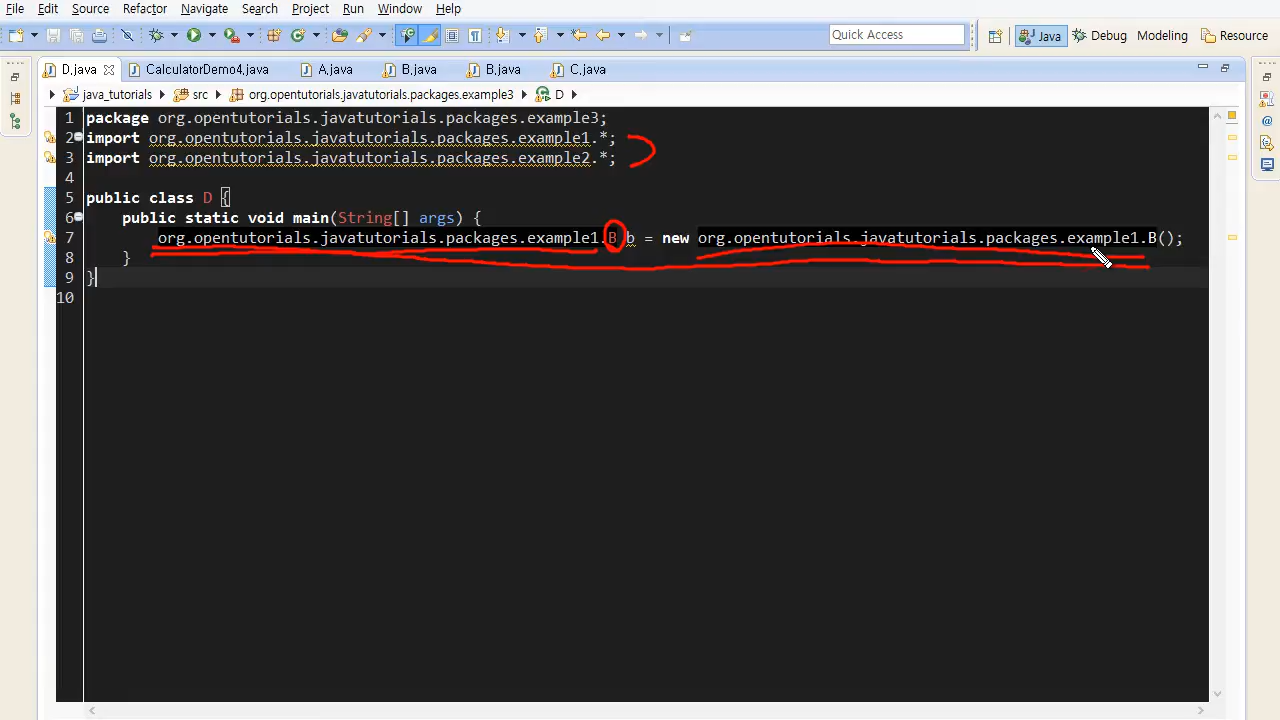 File Edit Source Refactor Navigate Search Project Run Window Help
Quick Access Java Debug Modeling Resource
D.java CalculatorDemo4.java A.java B.java B.java C.java
java_tutorials src org.opentutorials.javatutorials.packages.example3 D
1 package org.opentutorials.javatutorials.packages.example3;
2 import org.opentutorials.javatutorials.packages.example1.*;
3 import org.opentutorials.javatutorials.packages.example2.*;
4
5 public class D {
6 public static void main(String[] args) {
7 org.opentutorials.javatutorials.packages.example1.B b = new org.opentutorials.javatutorials.packages.example1.B();
8 }
9 }
10